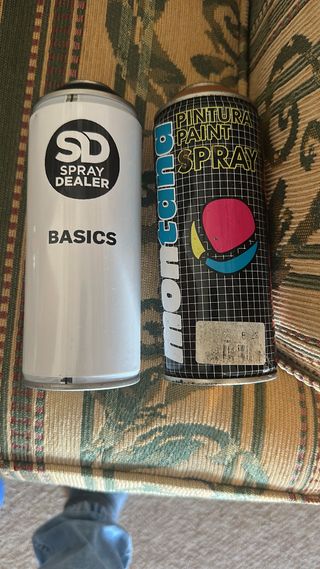 SD
SPRAY
DEALER
BASICS
montana
PINTURA
PAINT
SPRAY